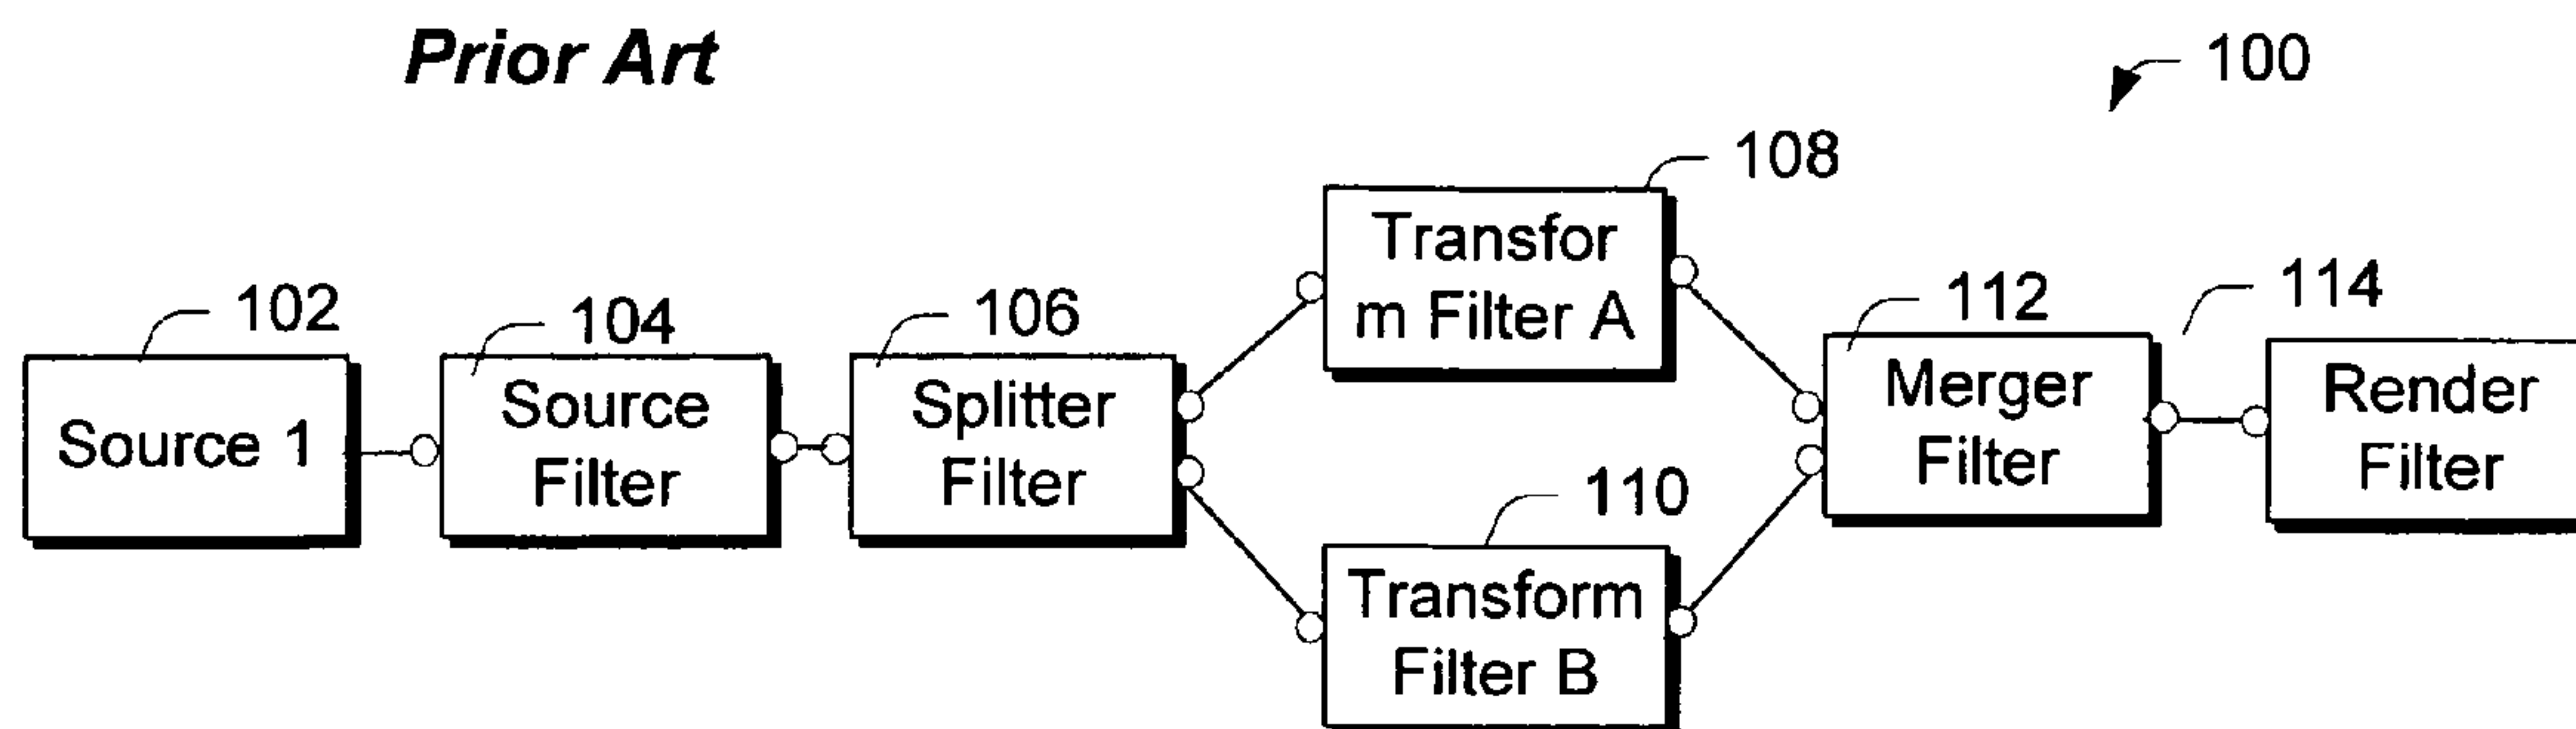 Prior Art
100
108
Transfor
m Filter A
102
Source 1
104
Source
Filter
106
Splitter
Filter
110
Transform
Filter B
112
Merger
Filter
114
Render
Filter